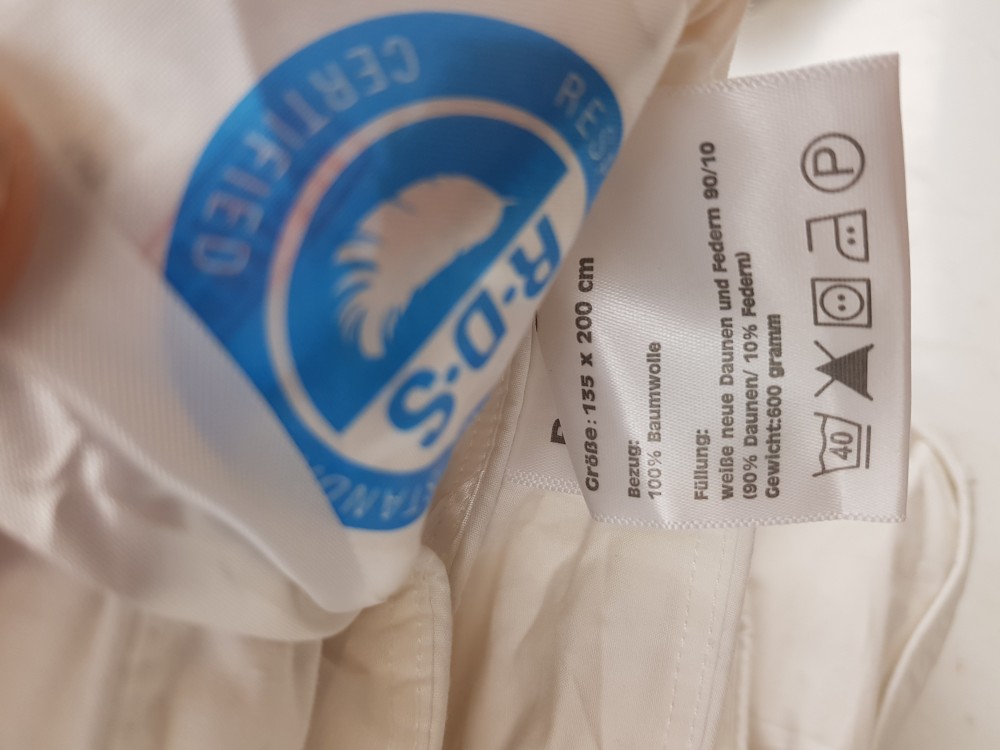 CERTIFIED
R·D·S
Größe: 135 x 200 cm
Bezug:
100% Baumwolle
Füllung:
weiße neue Daunen und Federn 90/10
(90% Daunen/ 10% Federn)
Gewicht:600 gramm
40
P